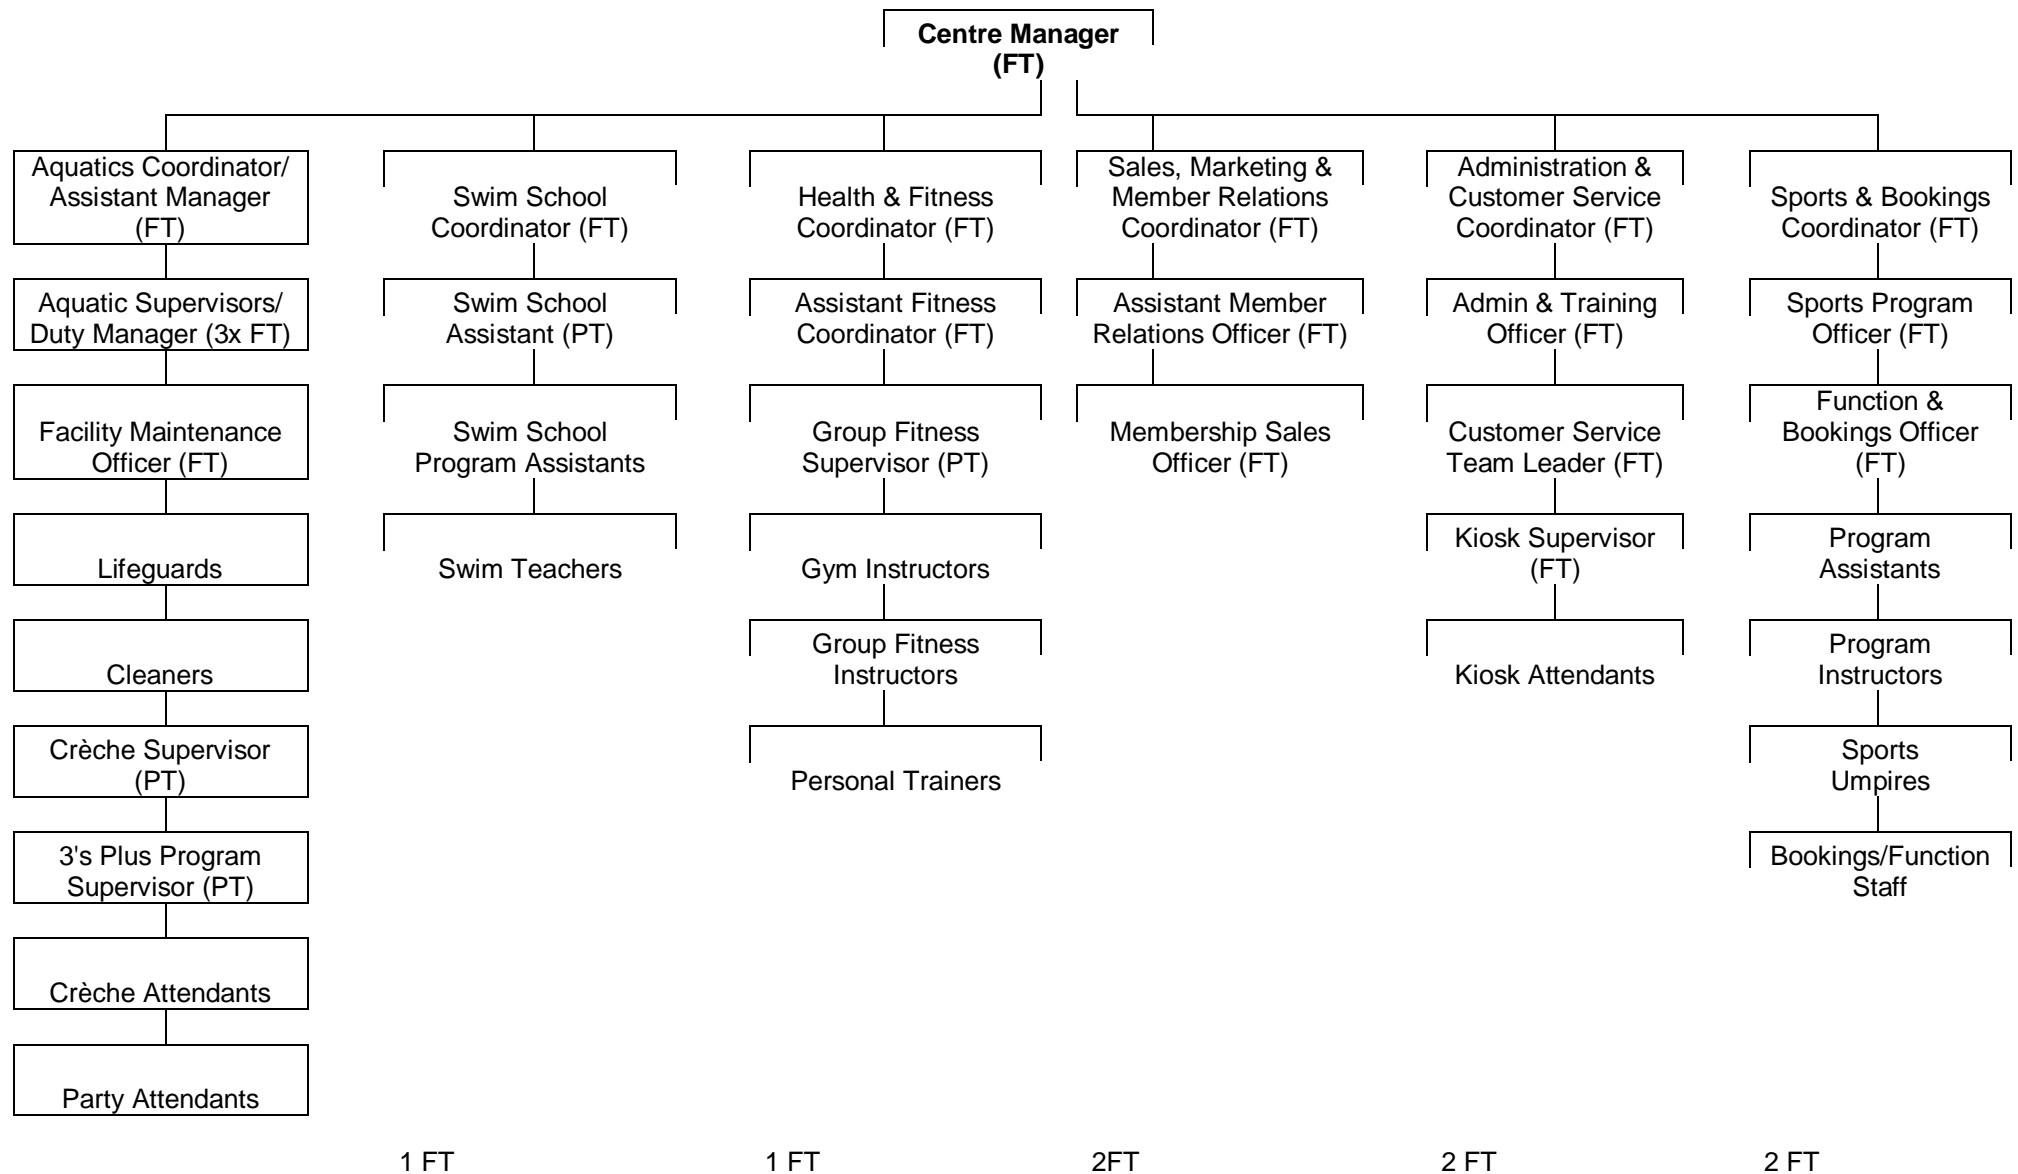 Centre Manager
(FT)
Aquatics Coordinator/
Assistant Manager
(FT)
Aquatic Supervisors/
Duty Manager (3x FT)
Facility Maintenance
Officer (FT)
Lifeguards
Cleaners
Crèche Supervisor
(PT)
3's Plus Program
Supervisor (PT)
Crèche Attendants
Party Attendants
Swim School
Coordinator (FT)
Swim School
Assistant (PT)
Swim School
Program Assistants
Swim Teachers
1 FT
Health & Fitness
Coordinator (FT)
Assistant Fitness
Coordinator (FT)
Group Fitness
Supervisor (PT)
Gym Instructors
Group Fitness
Instructors
Personal Trainers
1 FT
Sales, Marketing &
Member Relations
Coordinator (FT)
Assistant Member
Relations Officer (FT)
Membership Sales
Officer (FT)
2FT
Administration &
Customer Service
Coordinator (FT)
Admin & Training
Officer (FT)
Customer Service
Team Leader (FT)
Kiosk Supervisor
(FT)
Kiosk Attendants
2 FT
Sports & Bookings
Coordinator (FT)
Sports Program
Officer (FT)
Function &
Bookings Officer
(FT)
Program
Assistants
Program
Instructors
Sports
Umpires
Bookings/Function
Staff
2 FT